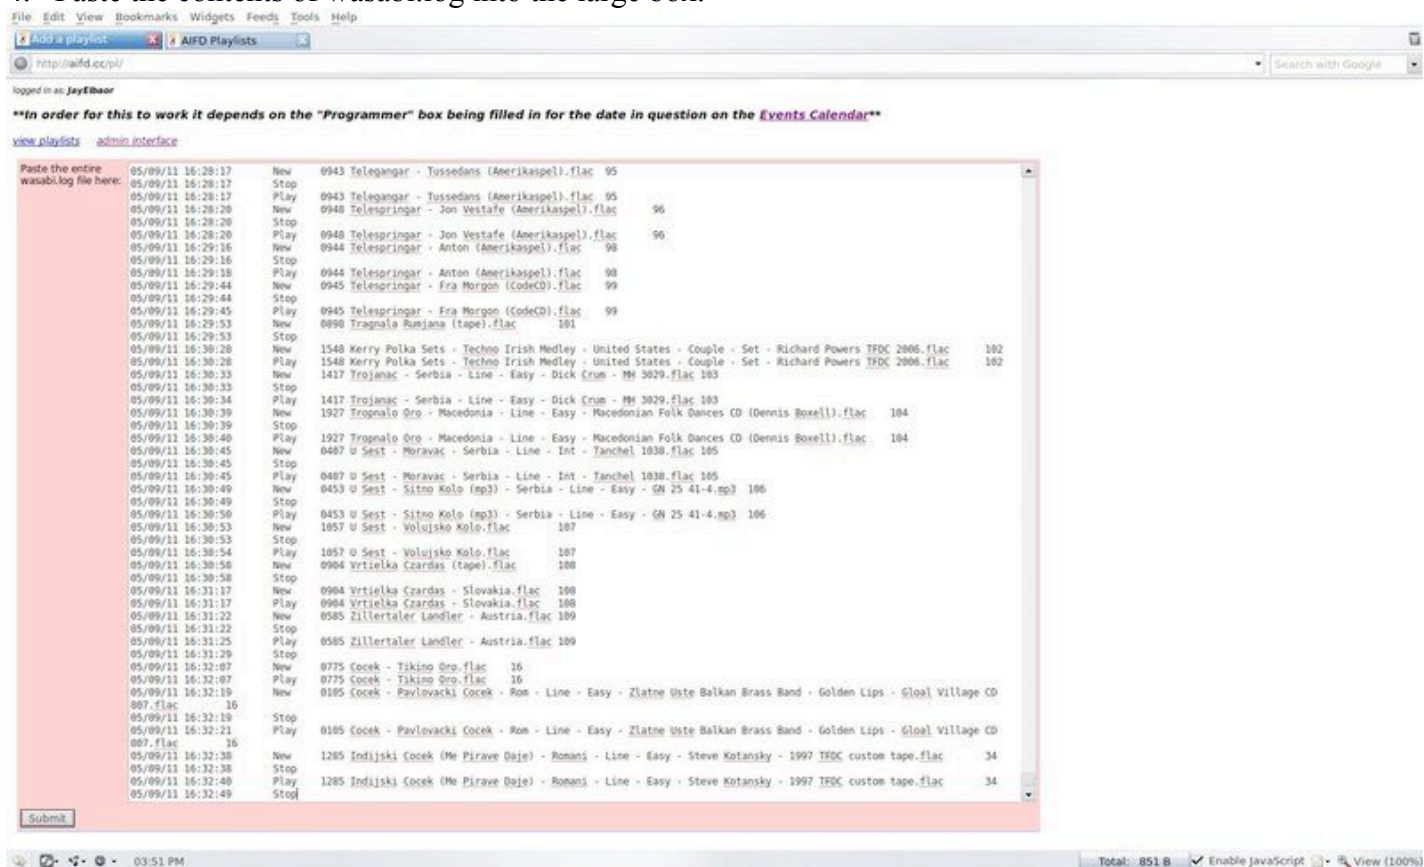 4. Paste the contents of wasabi.log into the large box.
File Edit View Bookmarks Widgets Feeds Tools Help
Add a playlist AIFD Playlists
http://aifd.cc/pl/ Search with Google
logged in as: JayElbaor
**In order for this to work it depends on the "Programmer" box being filled in for the date in question on the Events Calendar**
view playlists admin interface
Paste the entire
wasabi.log file here:
05/09/11 16:28:17 New 0943 Telegangar - Tussedans (Amerikaspel).flac 95
05/09/11 16:28:17 Stop
05/09/11 16:28:17 Play 0943 Telegangar - Tussedans (Amerikaspel).flac 95
05/09/11 16:28:20 New 0948 Telespringar - Jon Vestafe (Amerikaspel).flac 96
05/09/11 16:28:20 Stop
05/09/11 16:28:20 Play 0948 Telespringar - Jon Vestafe (Amerikaspel).flac 96
05/09/11 16:29:16 New 0944 Telespringar - Anton (Amerikaspel).flac 98
05/09/11 16:29:16 Stop
05/09/11 16:29:18 Play 0944 Telespringar - Anton (Amerikaspel).flac 98
05/09/11 16:29:44 New 0945 Telespringar - Fra Morgon (CodeCD).flac 99
05/09/11 16:29:44 Stop
05/09/11 16:29:45 Play 0945 Telespringar - Fra Morgon (CodeCD).flac 99
05/09/11 16:29:53 New 0898 Tragnala Rumjana (tape).flac 101
05/09/11 16:29:53 Stop
05/09/11 16:30:28 New 1548 Kerry Polka Sets - Techno Irish Medley - United States - Couple - Set - Richard Powers TFDC 2006.flac 102
05/09/11 16:30:28 Play 1548 Kerry Polka Sets - Techno Irish Medley - United States - Couple - Set - Richard Powers TFDC 2006.flac 102
05/09/11 16:30:33 New 1417 Trojanac - Serbia - Line - Easy - Dick Crum - MH 3029.flac 103
05/09/11 16:30:33 Stop
05/09/11 16:30:34 Play 1417 Trojanac - Serbia - Line - Easy - Dick Crum - MH 3029.flac 103
05/09/11 16:30:39 New 1927 Tropnalo Oro - Macedonia - Line - Easy - Macedonian Folk Dances CD (Dennis Boxell).flac 104
05/09/11 16:30:39 Stop
05/09/11 16:30:40 Play 1927 Tropnalo Oro - Macedonia - Line - Easy - Macedonian Folk Dances CD (Dennis Boxell).flac 104
05/09/11 16:30:45 New 0407 U Sest - Moravac - Serbia - Line - Int - Tanchel 1038.flac 105
05/09/11 16:30:45 Stop
05/09/11 16:30:45 Play 0407 U Sest - Moravac - Serbia - Line - Int - Tanchel 1038.flac 105
05/09/11 16:30:49 New 0453 U Sest - Sitno Kolo (mp3) - Serbia - Line - Easy - GN 25 41-4.mp3 106
05/09/11 16:30:49 Stop
05/09/11 16:30:50 Play 0453 U Sest - Sitno Kolo (mp3) - Serbia - Line - Easy - GN 25 41-4.mp3 106
05/09/11 16:30:53 New 1057 U Sest - Volujsko Kolo.flac 107
05/09/11 16:30:53 Stop
05/09/11 16:30:54 Play 1057 U Sest - Volujsko Kolo.flac 107
05/09/11 16:30:58 New 0904 Vrtielka Czardas (tape).flac 108
05/09/11 16:30:58 Stop
05/09/11 16:31:17 New 0904 Vrtielka Czardas - Slovakia.flac 108
05/09/11 16:31:17 Play 0904 Vrtielka Czardas - Slovakia.flac 108
05/09/11 16:31:22 New 0585 Zillertaler Landler - Austria.flac 109
05/09/11 16:31:22 Stop
05/09/11 16:31:25 Play 0585 Zillertaler Landler - Austria.flac 109
05/09/11 16:31:29 Stop
05/09/11 16:32:07 New 0775 Cocek - Tikino Oro.flac 16
05/09/11 16:32:07 Play 0775 Cocek - Tikino Oro.flac 16
05/09/11 16:32:19 New 0105 Cocek - Pavlovacki Cocek - Rom - Line - Easy - Zlatne Uste Balkan Brass Band - Golden Lips - Gloal Village CD
807.flac 16
05/09/11 16:32:19 Stop
05/09/11 16:32:21 Play 0105 Cocek - Pavlovacki Cocek - Rom - Line - Easy - Zlatne Uste Balkan Brass Band - Golden Lips - Gloal Village CD
807.flac 16
05/09/11 16:32:38 New 1285 Indijski Cocek (Me Pirave Daje) - Romani - Line - Easy - Steve Kotansky - 1997 TFDC custom tape.flac 34
05/09/11 16:32:38 Stop
05/09/11 16:32:40 Play 1285 Indijski Cocek (Me Pirave Daje) - Romani - Line - Easy - Steve Kotansky - 1997 TFDC custom tape.flac 34
05/09/11 16:32:49 Stop
Submit
03:51 PM Total: 851 B Enable JavaScript View (100%)